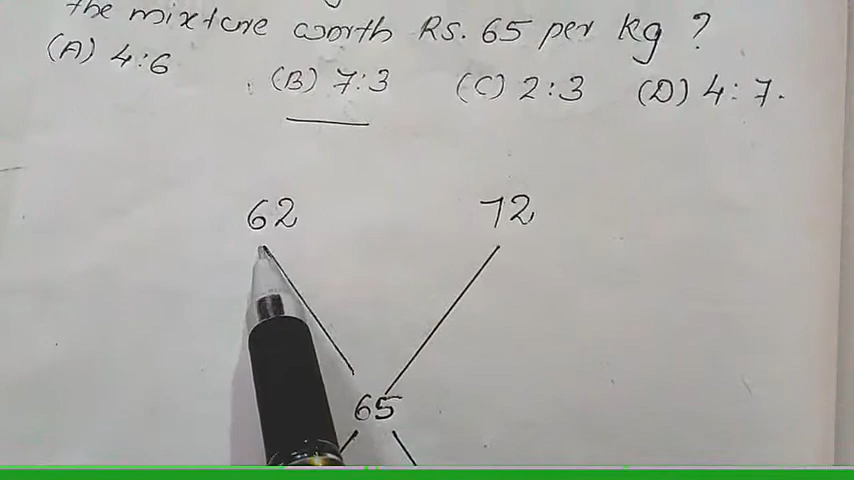 the mixture worth Rs. 65 per kg ?
(A) 4:6 (B) 7:3 (C) 2:3 (D) 4:7.
62 72
65